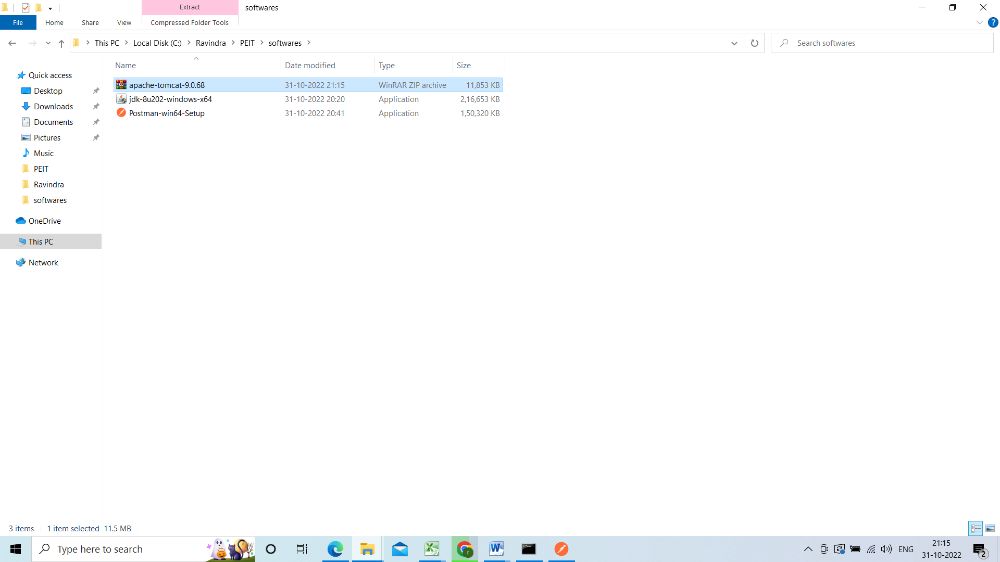 Extract
softwares
File
Home
Share
View
Compressed Folder Tools
?
This PC
Local Disk (C:)
Ravindra
PEIT
softwares
Search softwares
Name
Date modified
Type
Size
apache-tomcat-9.0.68
31-10-2022 21:15
WinRAR ZIP archive
11,853 KB
jdk-8u202-windows-x64
31-10-2022 20:20
Application
2,16,653 KB
Postman-win64-Setup
31-10-2022 20:41
Application
1,50,320 KB
Quick access
Desktop
Downloads
Documents
Pictures
Music
PEIT
Ravindra
softwares
OneDrive
This PC
Network
3 items
1 item selected 11.5 MB
Type here to search
r
ENG
21:15
31-10-2022
2